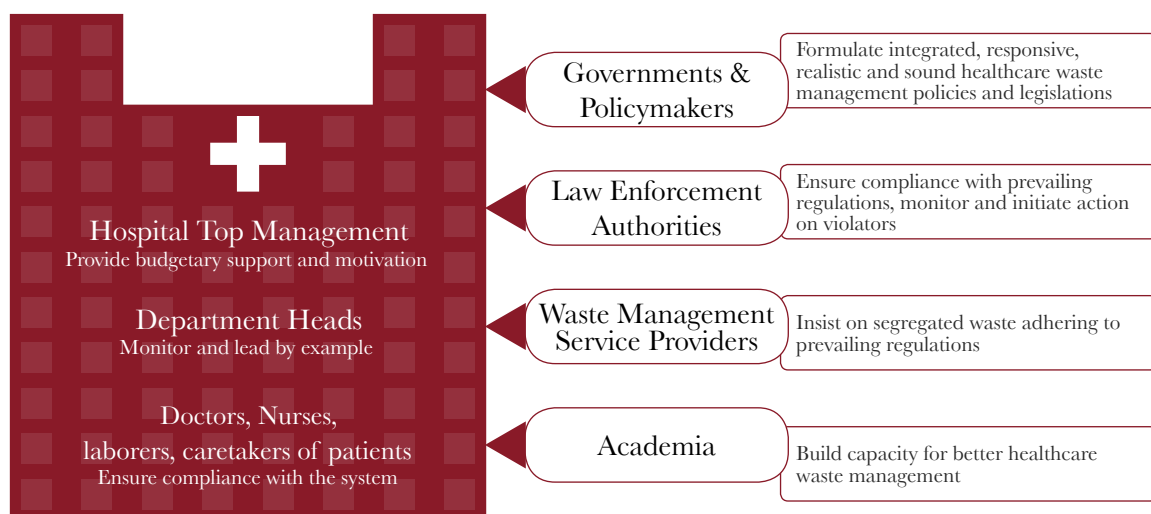 Hospital Top Management
Provide budgetary support and motivation
Department Heads
Monitor and lead by example
Doctors, Nurses,
laborers, caretakers of patients
Ensure compliance with the system
Governments &
Policymakers
Formulate integrated, responsive,
realistic and sound healthcare waste
management policies and legislations
Law Enforcement
Authorities
Ensure compliance with prevailing
regulations, monitor and initiate action
on violators
Waste Management
Service Providers
Insist on segregated waste adhering to
prevailing regulations
Academia
Build capacity for better healthcare
waste management